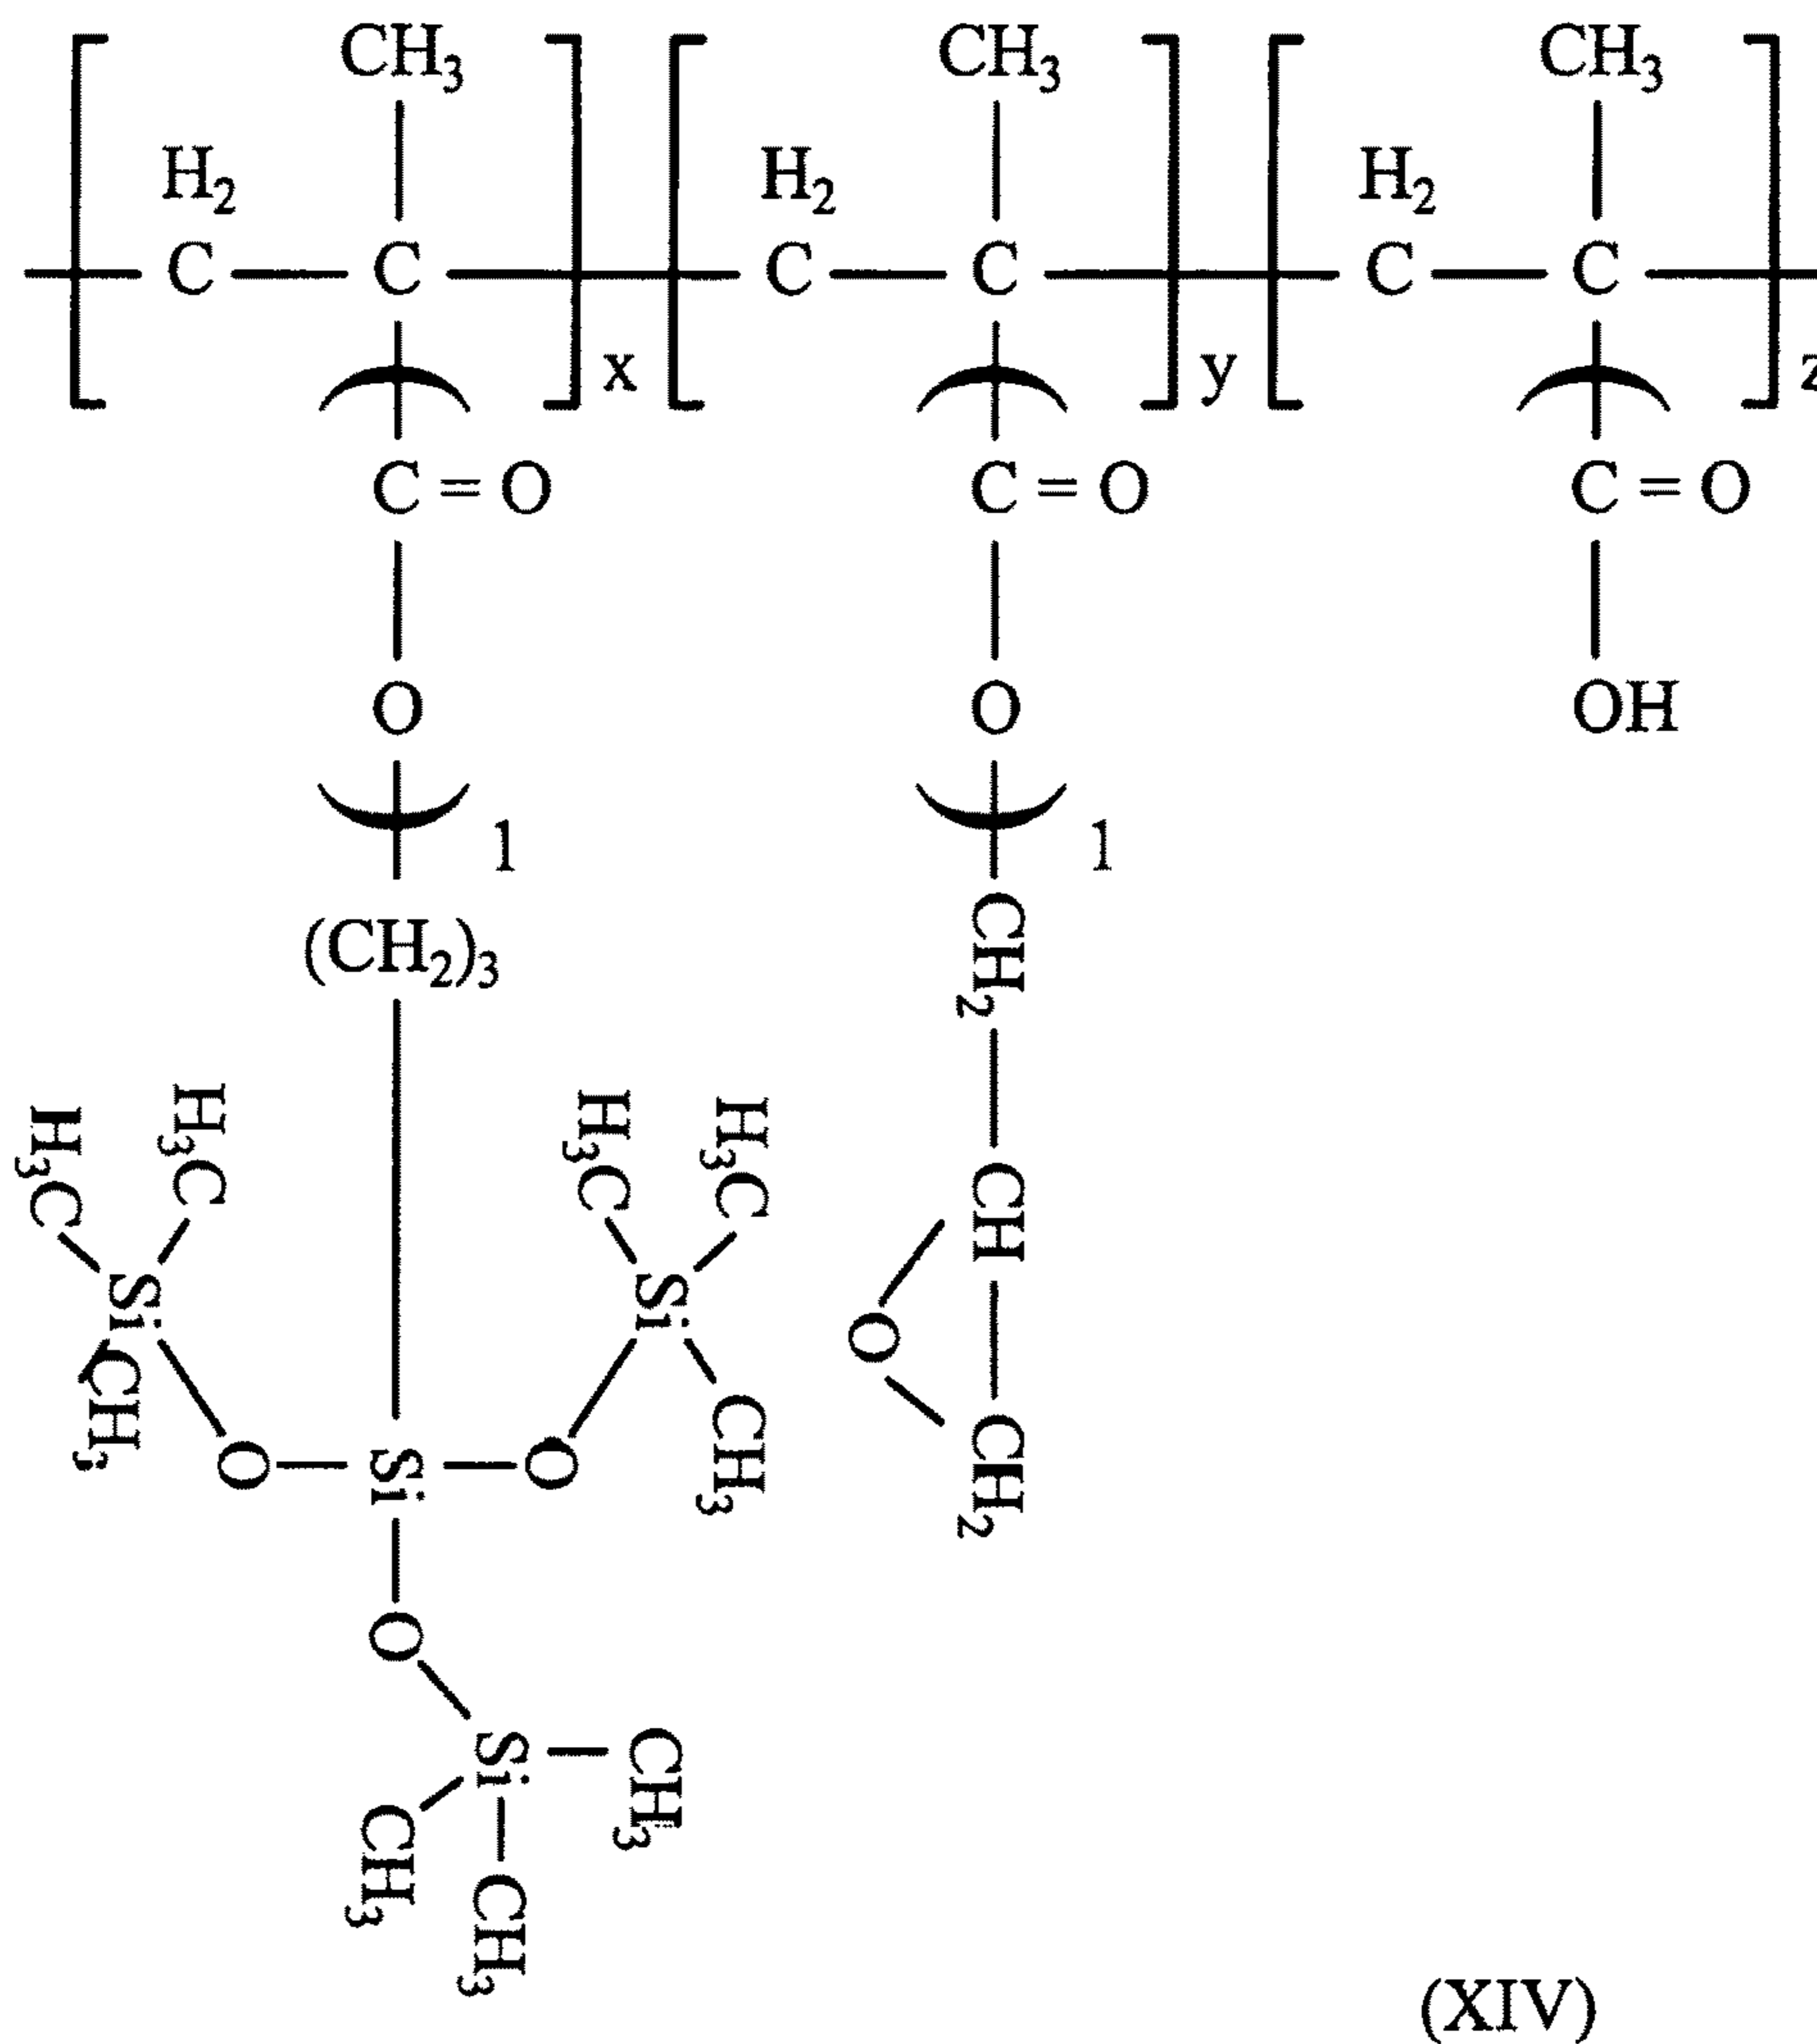 CH3 CH3 CH3
H2 H2 H2
C C C C C C
x y z
C = O C = O C = O
O O OH
1 1
(CH2)3 CH2
H3C H3C H3C H3C
CH
Si Si
O
CH3 CH3
O Si O CH2
O
Si CH3
CH3 CH3
(XIV)